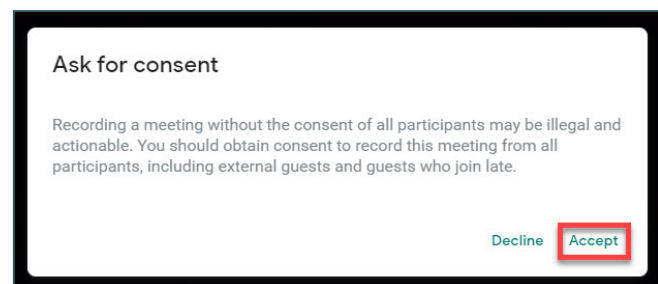 Ask for consent
Recording a meeting without the consent of all participants may be illegal and
actionable. You should obtain consent to record this meeting from all
participants, including external guests and guests who join late.
Decline Accept